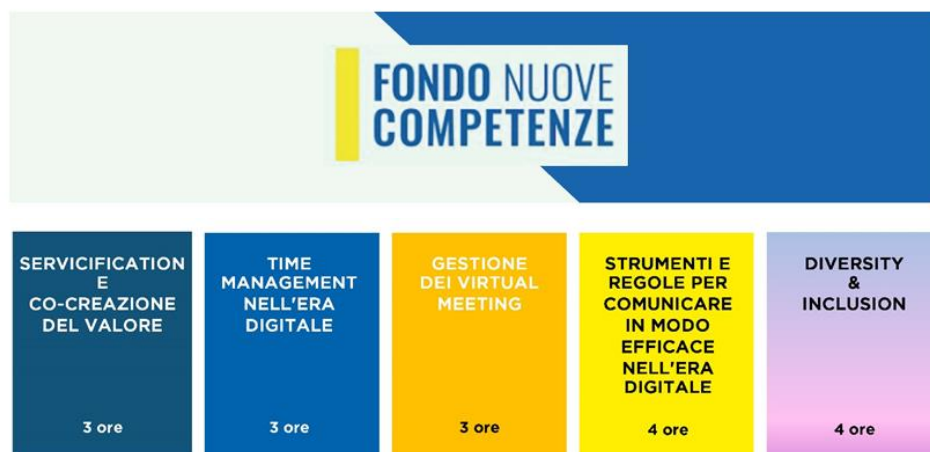 FONDO NUOVE
COMPETENZE
SERVICIFICATION
E
CO-CREAZIONE
DEL VALORE
3 ore
TIME
MANAGEMENT
NELL'ERA
DIGITALE
3 ore
GESTIONE
DEI VIRTUAL
MEETING
3 ore
STRUMENTI E
REGOLE PER
COMUNICARE
IN MODO
EFFICACE
NELL'ERA
DIGITALE
4 ore
DIVERSITY
&
INCLUSION
4 ore